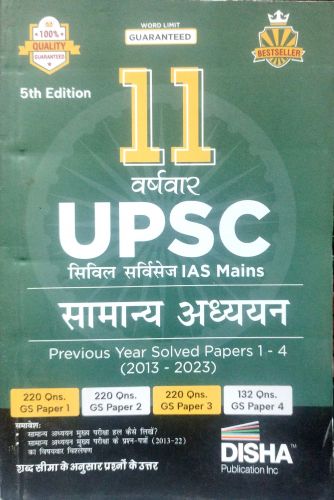 WORD LIMIT
GUARANTEED
100%
QUALITY
GUARANTEED
BESTSELLER
5th Edition
11
वर्षवार
UPSC
सिविल सर्विसेज IAS Mains
सामान्य अध्ययन
Previous Year Solved Papers 1 - 4
(2013 - 2023)
220 Qns.
GS Paper 1
220 Qns.
GS Paper 2
220 Qns.
GS Paper 3
132 Qns.
GS Paper 4
समावेशः
• सामान्य अध्ययन मुख्य परीक्षा हल कैसे लिखें?
• सामान्य अध्ययन मुख्य परीक्षा के प्रश्न-पत्रों (2013-22)
का विषयवार विश्लेषण
शब्द सीमा के अनुसार प्रश्नों के उत्तर
DISHA
Publication Inc